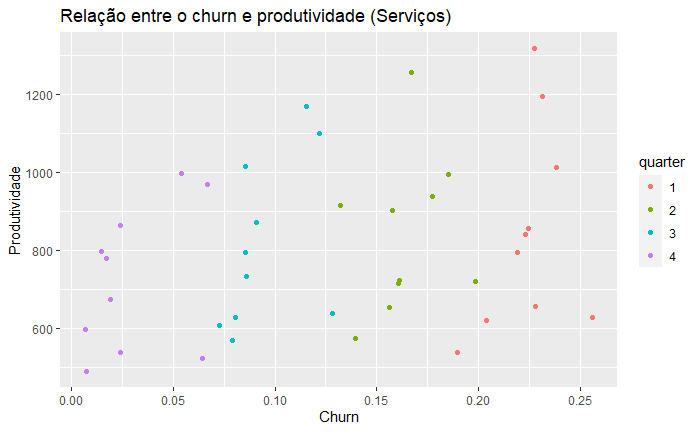 Relação entre o churn e produtividade (Serviços)
Produtividade
1200
1000
800
600
0.00 0.05 0.10 0.15 0.20 0.25
Churn
quarter
1
2
3
4